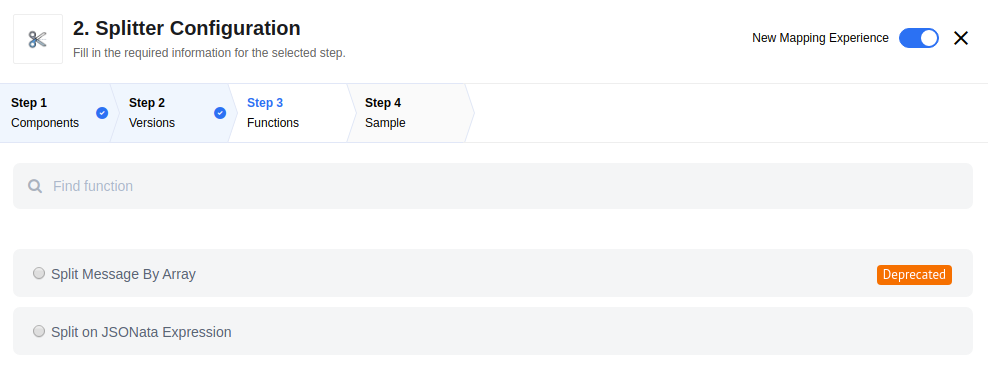 2. Splitter Configuration
Fill in the required information for the selected step.
New Mapping Experience
Step 1
Components
Step 2
Versions
Step 3
Functions
Step 4
Sample
Find function
Split Message By Array
Deprecated
Split on JSONata Expression